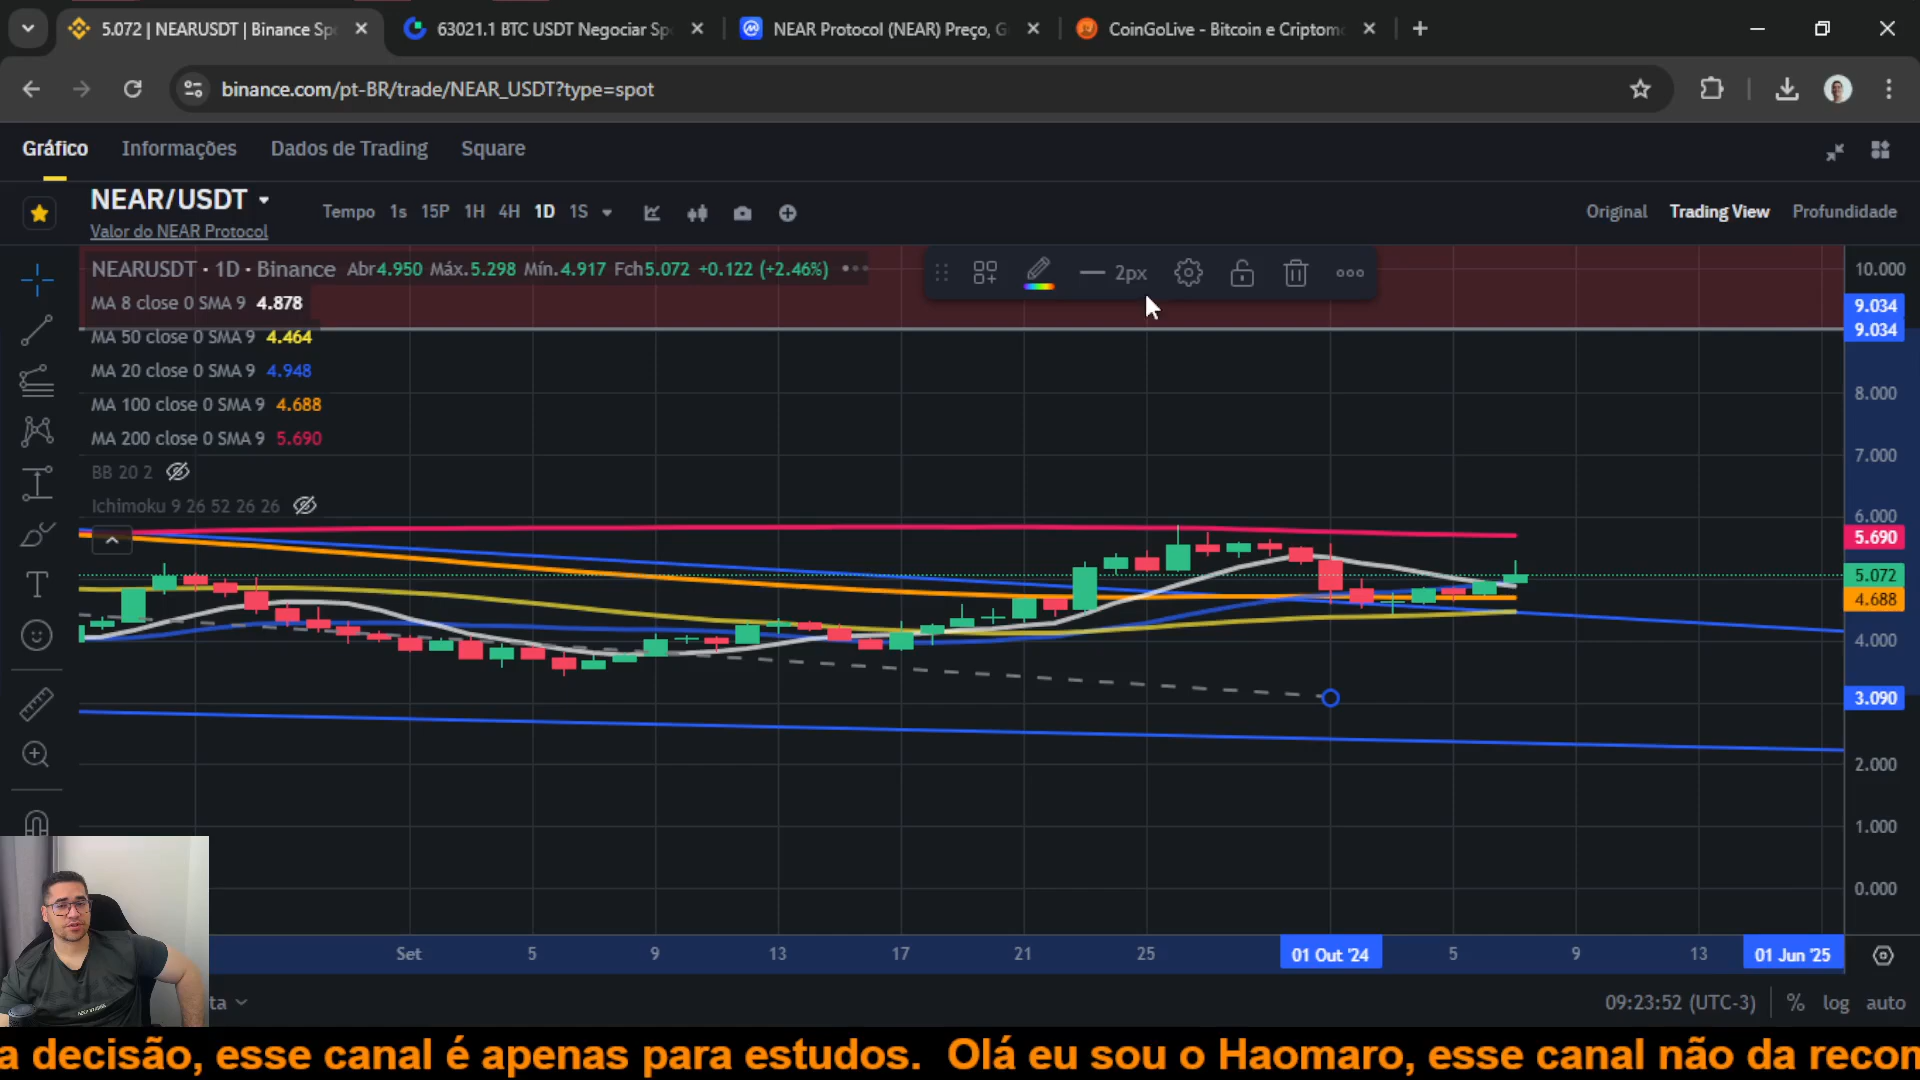 5.072 | NEARUSDT | Binance Sp
63021.1 BTC USDT Negociar Sp
NEAR Protocol (NEAR) Preço, G
CoinGoLive - Bitcoin e Criptom
binance.com/pt-BR/trade/NEAR_USDT?type=spot
Gráfico Informações Dados de Trading Square
NEAR/USDT
Valor do NEAR Protocol
Tempo 1s 15P 1H 4H 1D 1S
Original Trading View Profundidade
NEARUSDT · 1D · Binance Abr4.950 Máx.5.298 Mín.4.917 Fch5.072 +0.122 (+2.46%)
2px
MA 8 close 0 SMA 9 4.878
MA 50 close 0 SMA 9 4.464
MA 20 close 0 SMA 9 4.948
MA 100 close 0 SMA 9 4.688
MA 200 close 0 SMA 9 5.690
BB 20 2
Ichimoku 9 26 52 26 26
10.000
9.034
9.034
8.000
7.000
6.000
5.690
5.072
4.688
4.000
3.090
2.000
1.000
0.000
Set 5 9 13 17 21 25 01 Out '24 5 9 13 01 Jun '25
ta
09:23:52 (UTC-3) % log auto
a decisão, esse canal é apenas para estudos. Olá eu sou o Haomaro, esse canal não da recon